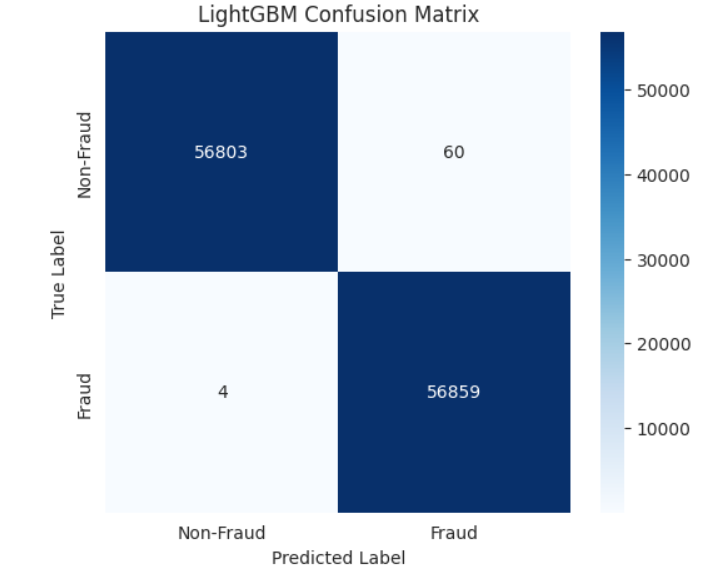 LightGBM Confusion Matrix
Non-Fraud
56803
60
Fraud
4
56859
True Label
Non-Fraud
Fraud
Predicted Label
50000
40000
30000
20000
10000